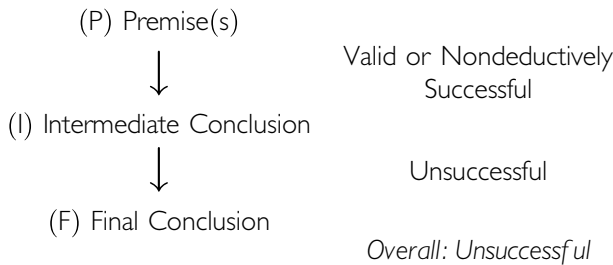 (P) Premise(s)
Valid or Nondeductively
Successful
(I) Intermediate Conclusion
Unsuccessful
(F) Final Conclusion
Overall: Unsuccessful